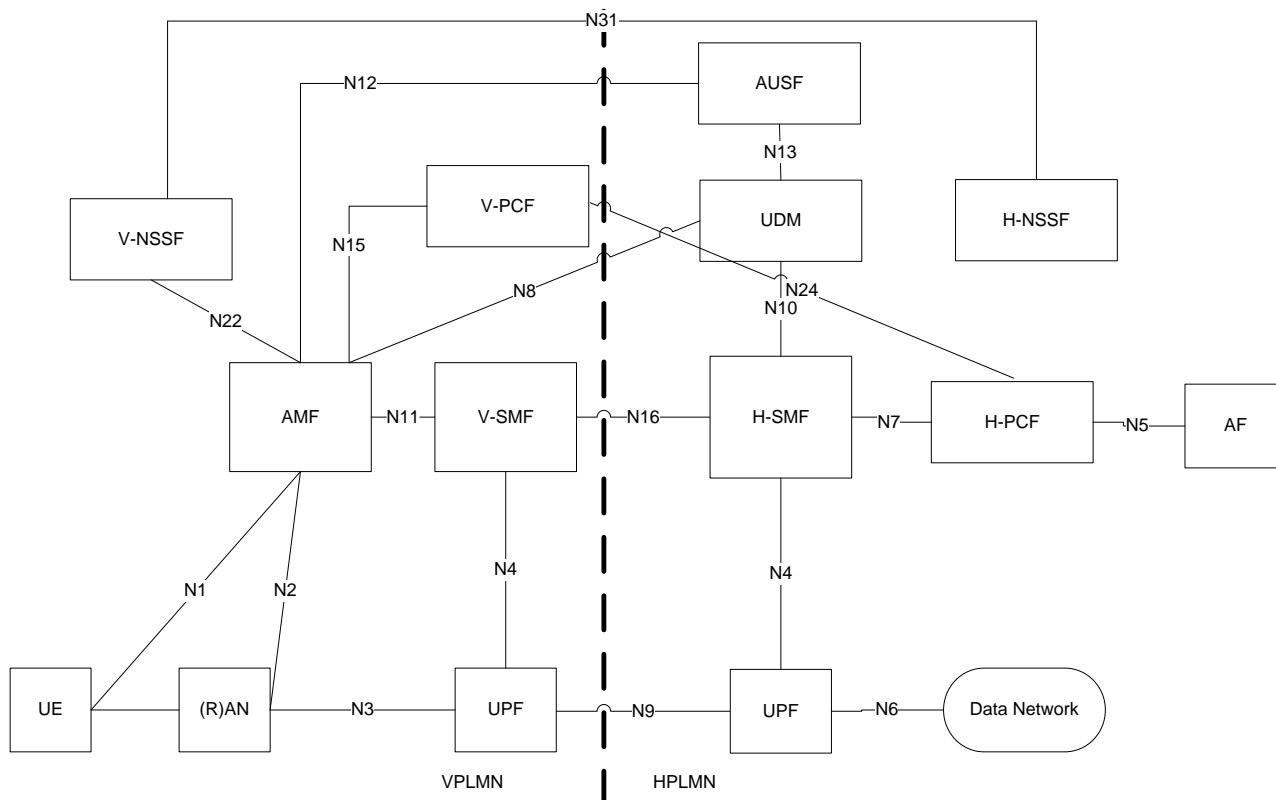 N31
N12
AUSF
N13
V-PCF
UDM
H-NSSF
V-NSSF
N15
N8
N24
N10
N22
AMF
N11
V-SMF
N16
H-SMF
N7
H-PCF
N5
AF
N1
N2
N4
N4
UE
(R)AN
N3
UPF
N9
UPF
N6
Data Network
VPLMN
HPLMN